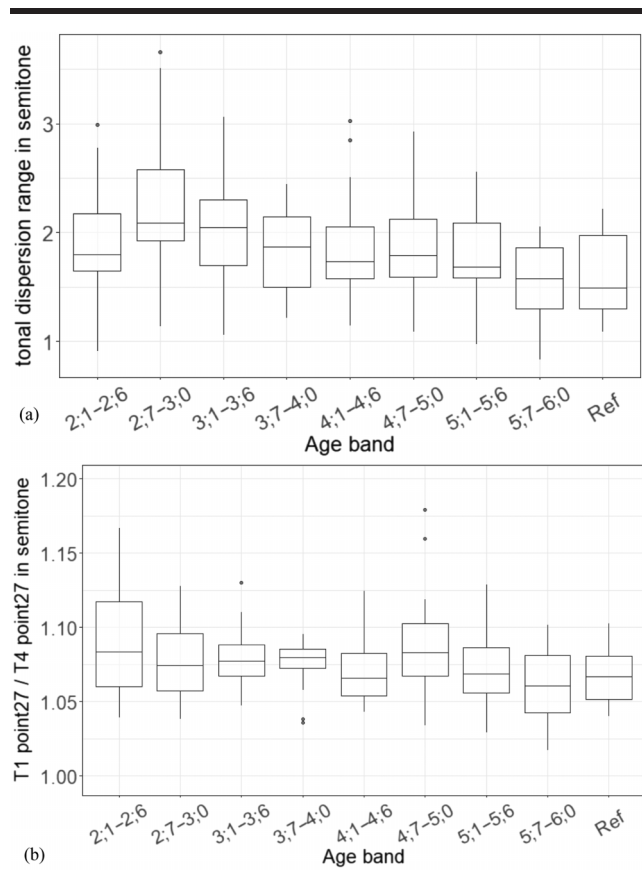 tonal dispersion range in semitone
3
2
1
2;1–2;6 2;7–3;0 3;1–3;6 3;7–4;0 4;1–4;6 4;7–5;0 5;1–5;6 5;7–6;0 Ref
(a)
Age band
T1 point27 / T4 point27 in semitone
1.20
1.15
1.10
1.05
1.00
2;1–2;6 2;7–3;0 3;1–3;6 3;7–4;0 4;1–4;6 4;7–5;0 5;1–5;6 5;7–6;0 Ref
(b)
Age band